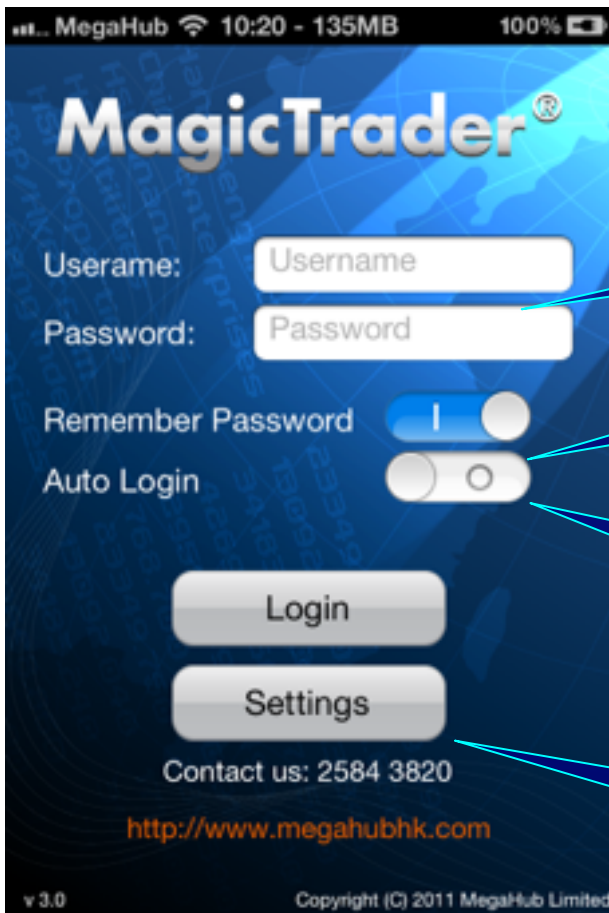 MegaHub 10:20 - 135MB 100%
MagicTrader®
Userame: Username
Password: Password
Remember Password
Auto Login
Login
Settings
Contact us: 2584 3820
http://www.megahubhk.com
v 3.0 Copyright (C) 2011 MegaHub Limited